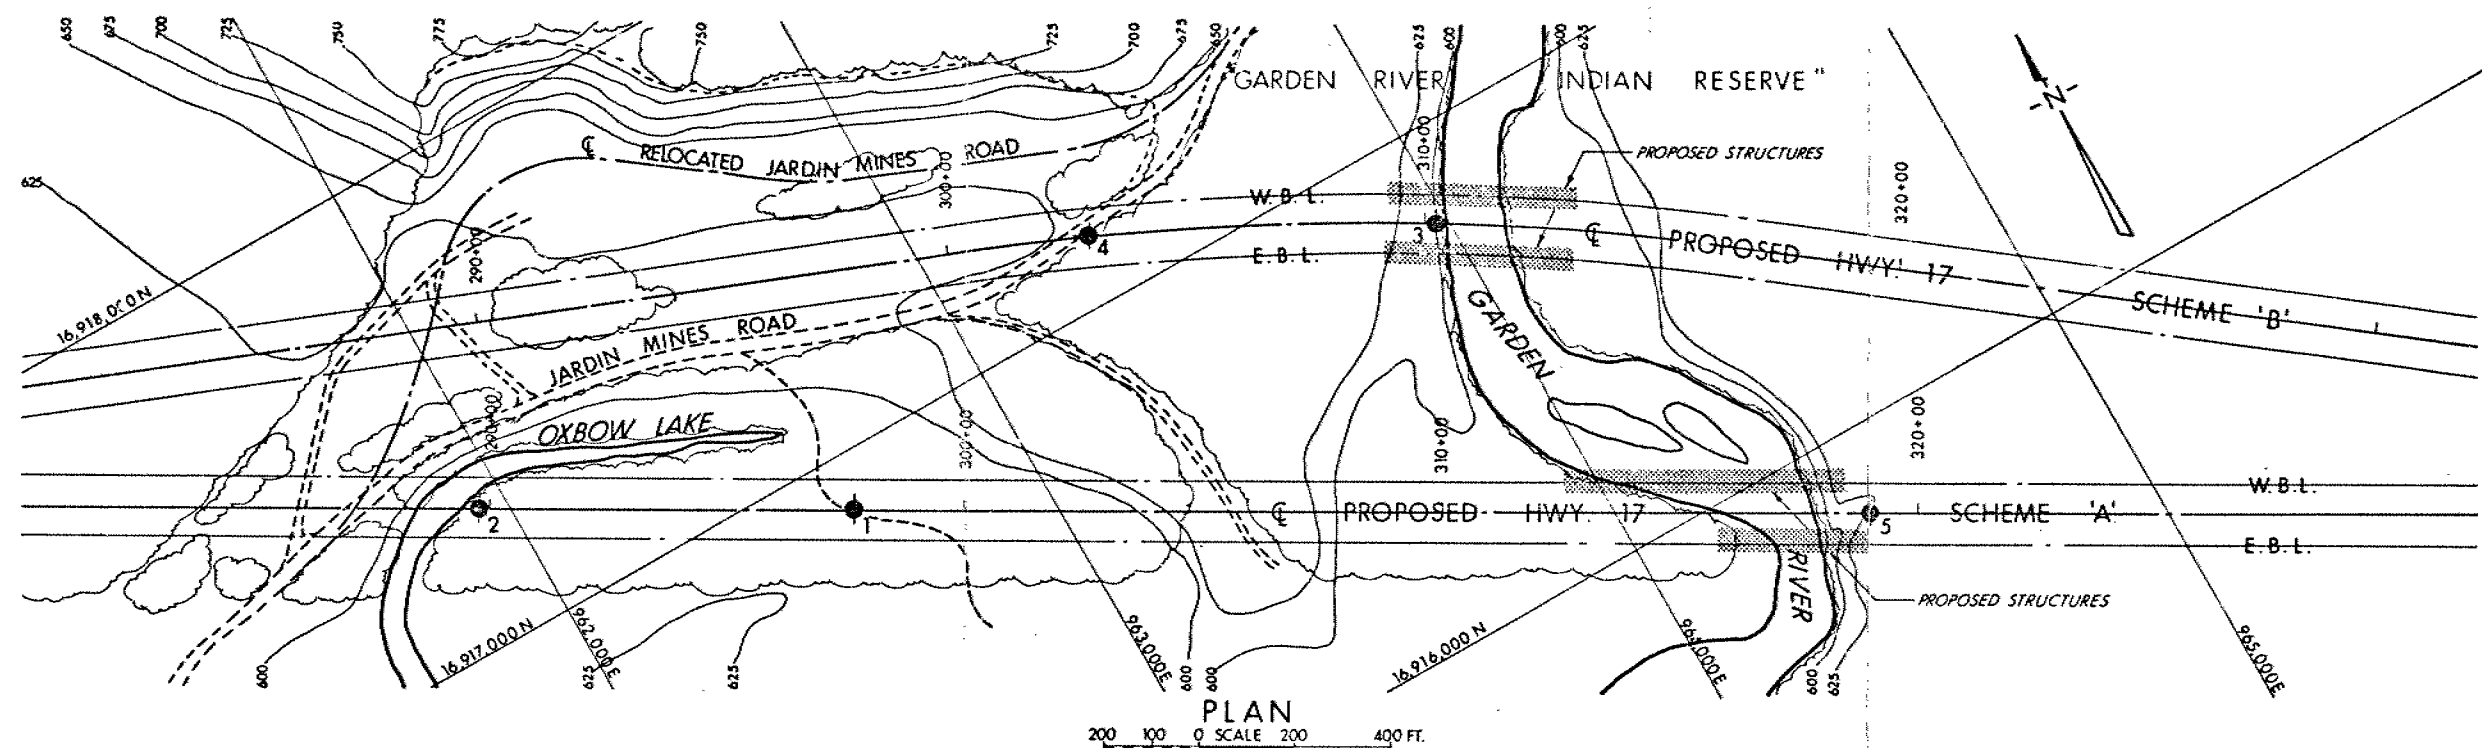 650
675
700
725
750
775
750
725
700
675
650
625
600
600
625
"GARDEN RIVER INDIAN RESERVE"
N
℄ RELOCATED JARDIN MINES ROAD
300+00
310+00
PROPOSED STRUCTURES
320+00
625
W.B.L.
3
4
℄ PROPOSED HWY. 17
SCHEME 'B'
E.B.L.
290+00
16,918,000 N
JARDIN MINES ROAD
GARDEN
290+00
OXBOW LAKE
300+00
310+00
320+00
W.B.L.
2
1
℄ PROPOSED HWY. 17
5
SCHEME 'A'
E.B.L.
RIVER
PROPOSED STRUCTURES
962,000E
963,000E
964,000E
965,000E
16,917,000 N
16,916,000 N
600
625
625
600
600
600
625
PLAN
200 100 0 SCALE 200 400 FT.